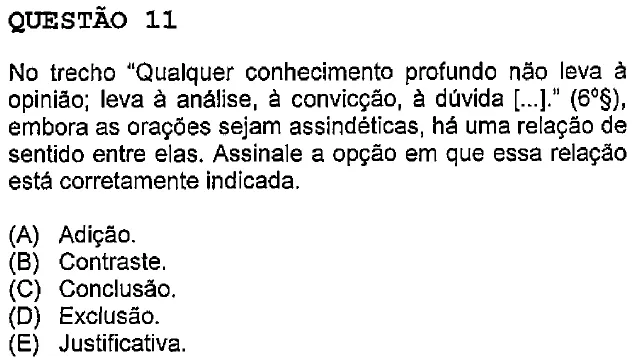 QUESTÃO 11
No trecho “Qualquer conhecimento profundo não leva à
opinião; leva à análise, à convicção, à dúvida [...].” (6º§),
embora as orações sejam assindéticas, há uma relação de
sentido entre elas. Assinale a opção em que essa relação
está corretamente indicada.
(A) Adição.
(B) Contraste.
(C) Conclusão.
(D) Exclusão.
(E) Justificativa.